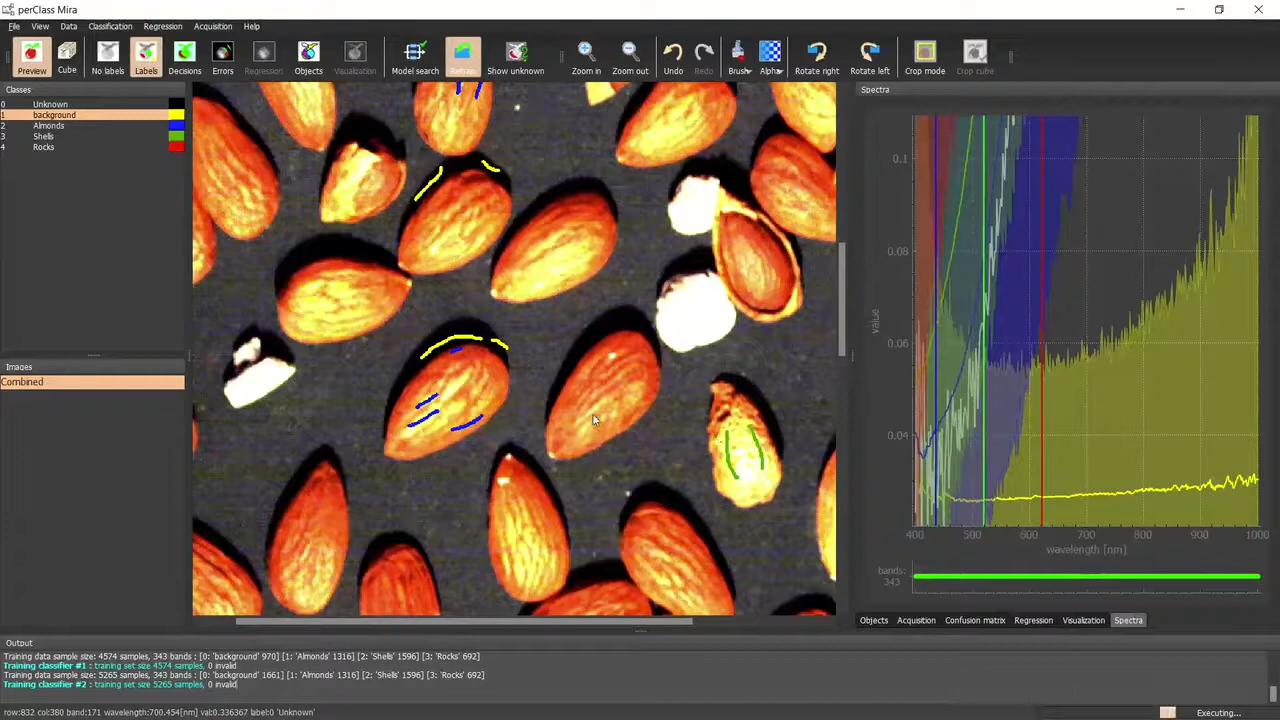 perClass Mira
File View Data Classification Regression Acquisition Help
Preview Cube No labels Labels Decisions Errors Regression Objects Visualization Model search Retrain Show unknown Zoom in Zoom out Undo Redo Brush Alpha Rotate right Rotate left Crop mode Crop cube
Classes
0 Unknown
1 background
2 Almonds
3 Shells
4 Rocks
Images
Combined
Spectra
0.1
0.08
0.06
0.04
value
400 500 600 700 800 900 1000
wavelength [nm]
bands:
343
Objects Acquisition Confusion matrix Regression Visualization Spectra
Output
Training data sample size: 4574 samples, 343 bands : [0: 'background' 970] [1: 'Almonds' 1316] [2: 'Shells' 1596] [3: 'Rocks' 692]
Training classifier #1 : training set size 4574 samples, 0 invalid
Training data sample size: 5265 samples, 343 bands : [0: 'background' 1661] [1: 'Almonds' 1316] [2: 'Shells' 1596] [3: 'Rocks' 692]
Training classifier #2 : training set size 5265 samples, 0 invalid
row:832 col:380 band:171 wavelength:700.454[nm] val:0.336367 label:0 'Unknown'
Executing...